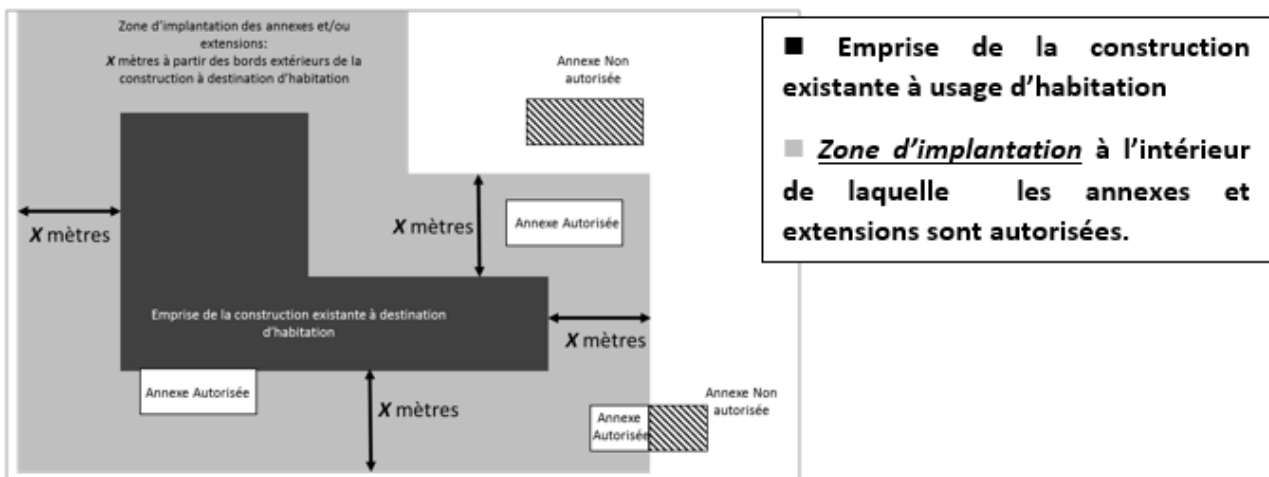 Zone d'implantation des annexes et/ou
extensions:
X mètres à partir des bords extérieurs de la
construction à destination d'habitation
Annexe Non
autorisée
X mètres
X mètres
Annexe Autorisée
Emprise de la construction existante à destination
d'habitation
X mètres
Annexe Autorisée
X mètres
Annexe
Autorisée
Annexe Non
autorisée
■ Emprise de la construction
existante à usage d'habitation
■ Zone d'implantation à l'intérieur
de laquelle les annexes et
extensions sont autorisées.